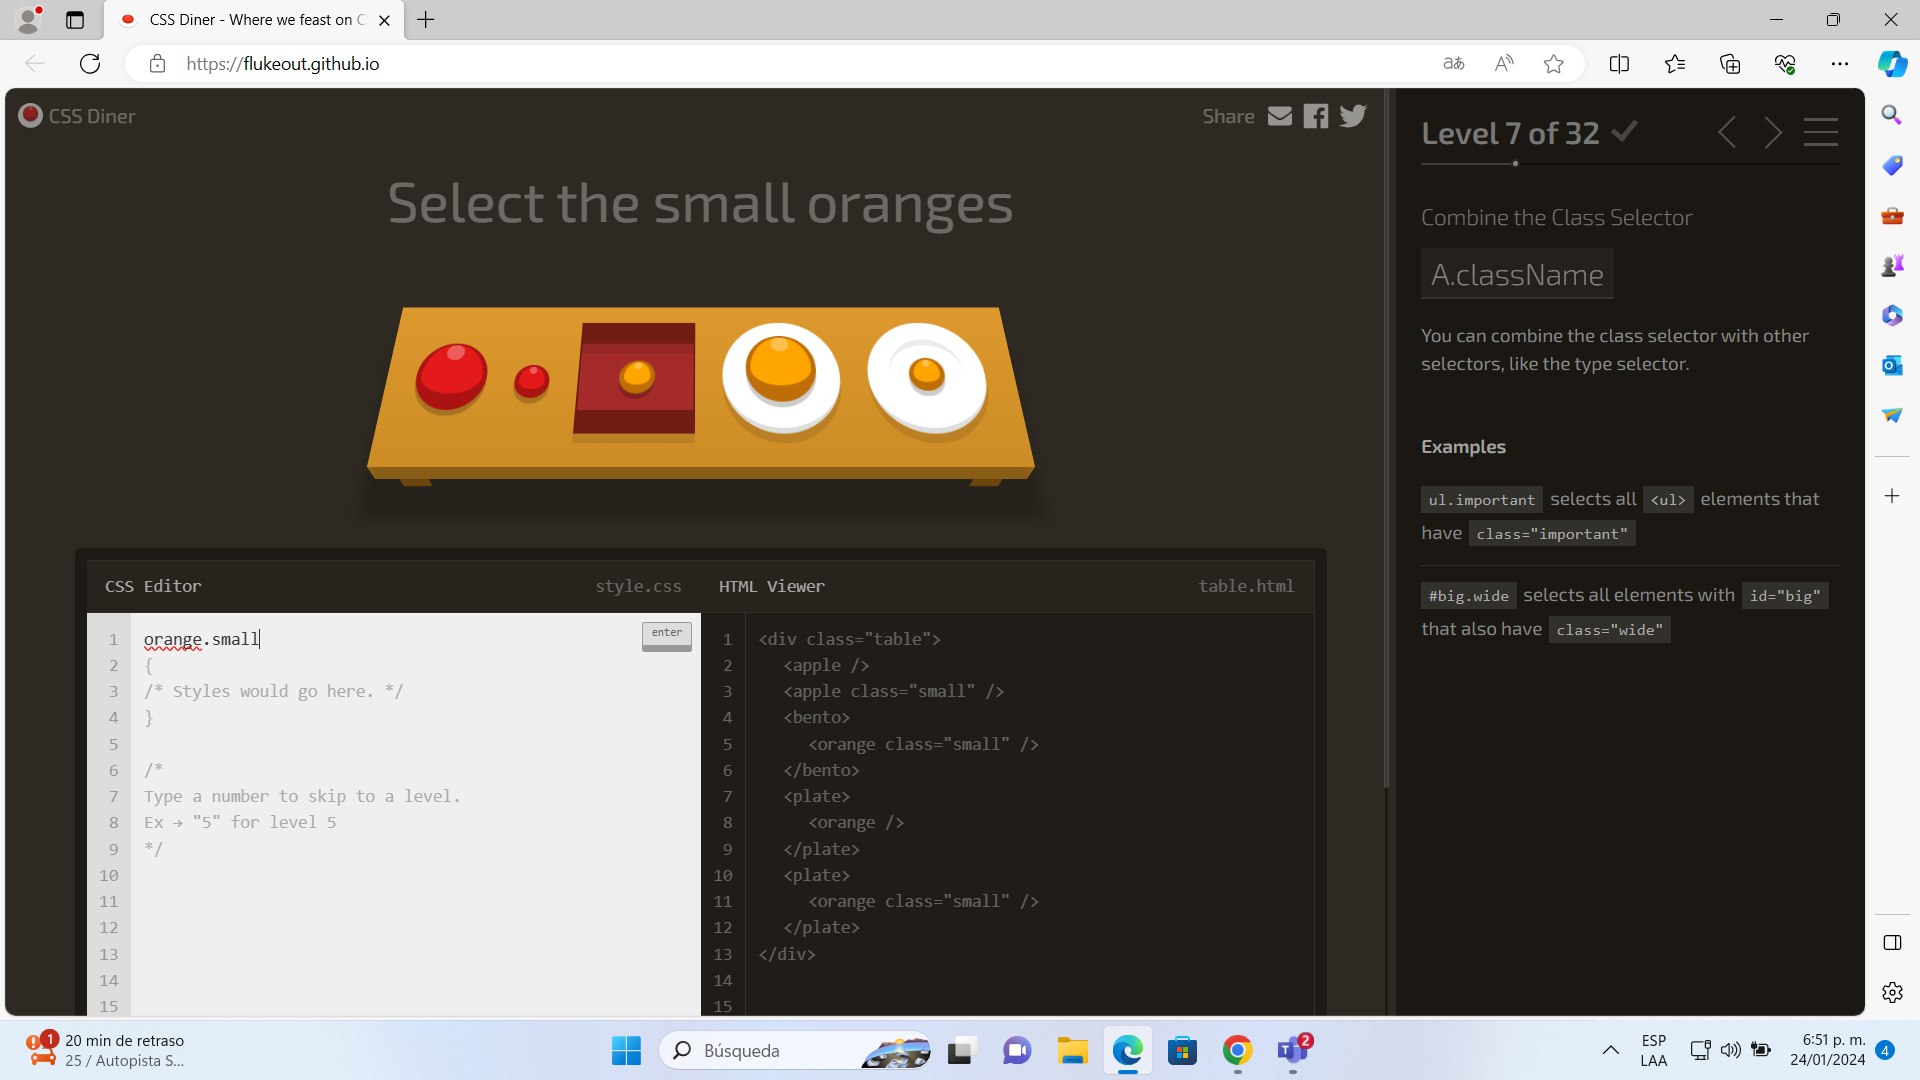 CSS Diner - Where we feast on C
https://flukeout.github.io
CSS Diner
Share
Level 7 of 32
Select the small oranges
Combine the Class Selector
A.className
You can combine the class selector with other
selectors, like the type selector.
Examples
ul.important selects all <ul> elements that
have class="important"
#big.wide selects all elements with id="big"
that also have class="wide"
CSS Editor style.css
1 orange.small enter
2 {
3 /* Styles would go here. */
4 }
5
6 /*
7 Type a number to skip to a level.
8 Ex → "5" for level 5
9 */
10
11
12
13
14
15
HTML Viewer table.html
1 <div class="table">
2 <apple />
3 <apple class="small" />
4 <bento>
5 <orange class="small" />
6 </bento>
7 <plate>
8 <orange />
9 </plate>
10 <plate>
11 <orange class="small" />
12 </plate>
13 </div>
14
15
1
20 min de retraso
25 / Autopista S...
Búsqueda
2
ESP
LAA
6:51 p. m.
24/01/2024
4